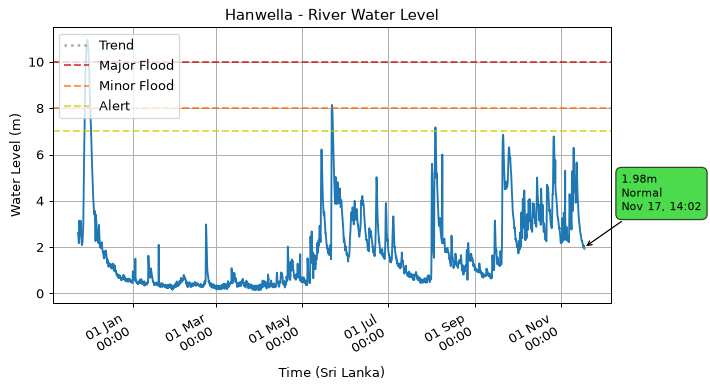 Hanwella - River Water Level
Trend
Major Flood
Minor Flood
Alert
Water Level (m)
10
8
6
4
2
0
1.98m
Normal
Nov 17, 14:02
01 Jan
00:00
01 Mar
00:00
01 May
00:00
01 Jul
00:00
01 Sep
00:00
01 Nov
00:00
Time (Sri Lanka)